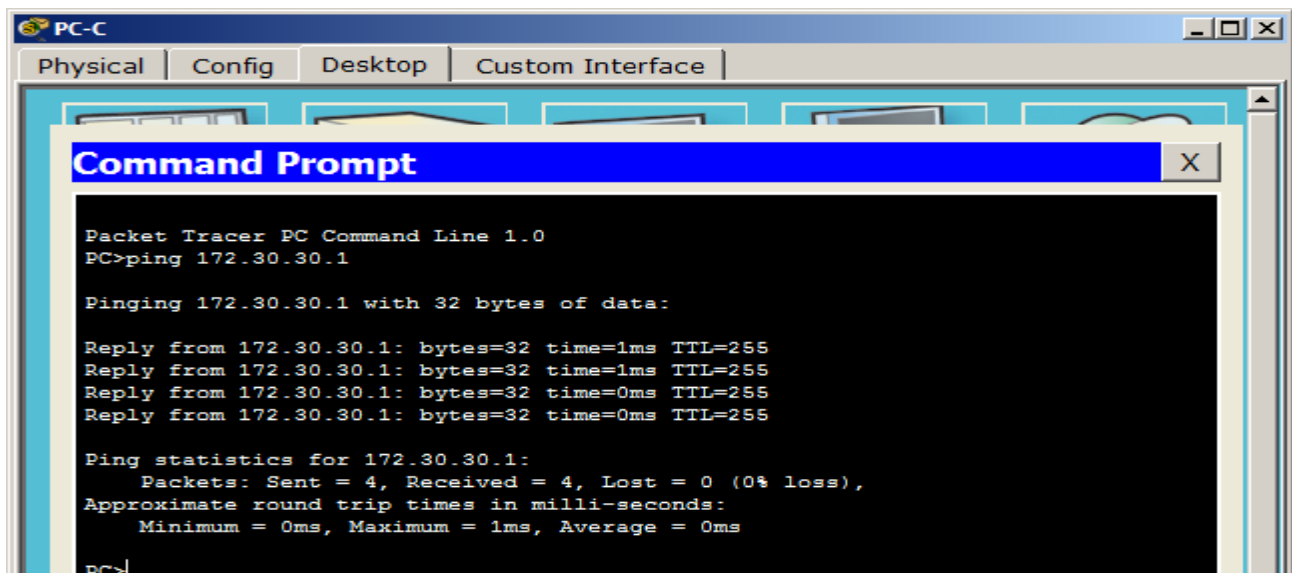 PC-C
Physical Config Desktop Custom Interface
Command Prompt X
Packet Tracer PC Command Line 1.0
PC>ping 172.30.30.1
Pinging 172.30.30.1 with 32 bytes of data:
Reply from 172.30.30.1: bytes=32 time=1ms TTL=255
Reply from 172.30.30.1: bytes=32 time=1ms TTL=255
Reply from 172.30.30.1: bytes=32 time=0ms TTL=255
Reply from 172.30.30.1: bytes=32 time=0ms TTL=255
Ping statistics for 172.30.30.1:
Packets: Sent = 4, Received = 4, Lost = 0 (0% loss),
Approximate round trip times in milli-seconds:
Minimum = 0ms, Maximum = 1ms, Average = 0ms
PC>